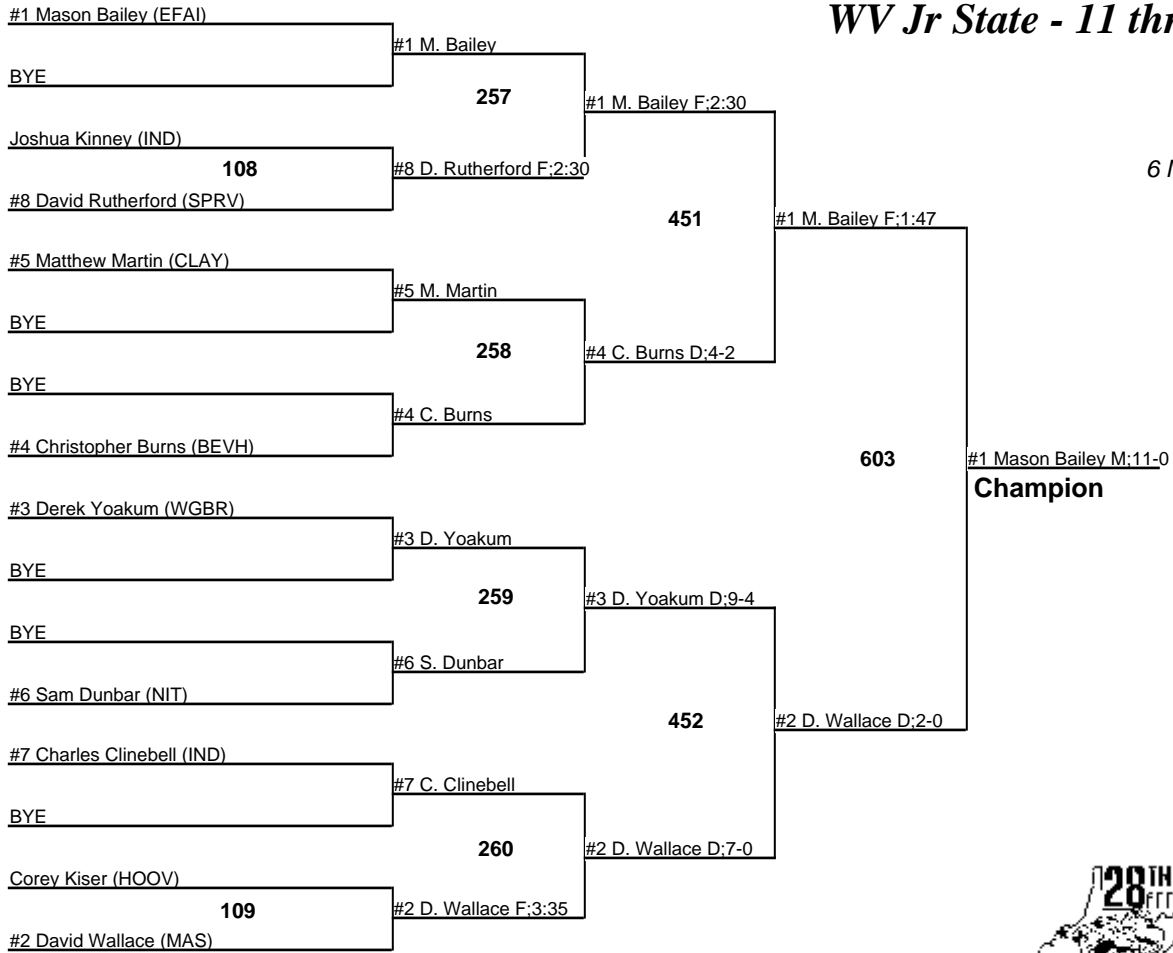 WV Jr State - 11 thr
#1 Mason Bailey (EFAI)
#1 M. Bailey
BYE
257
#1 M. Bailey F;2:30
Joshua Kinney (IND)
108
#8 D. Rutherford F;2:30
6
#8 David Rutherford (SPRV)
451
#1 M. Bailey F;1:47
#5 Matthew Martin (CLAY)
#5 M. Martin
BYE
258
#4 C. Burns D;4-2
BYE
#4 C. Burns
#4 Christopher Burns (BEVH)
603
#1 Mason Bailey M;11-0
Champion
#3 Derek Yoakum (WGBR)
#3 D. Yoakum
BYE
259
#3 D. Yoakum D;9-4
BYE
#6 S. Dunbar
#6 Sam Dunbar (NIT)
452
#2 D. Wallace D;2-0
#7 Charles Clinebell (IND)
#7 C. Clinebell
BYE
260
#2 D. Wallace D;7-0
Corey Kiser (HOOV)
109
#2 D. Wallace F;3:35
#2 David Wallace (MAS)
28TH